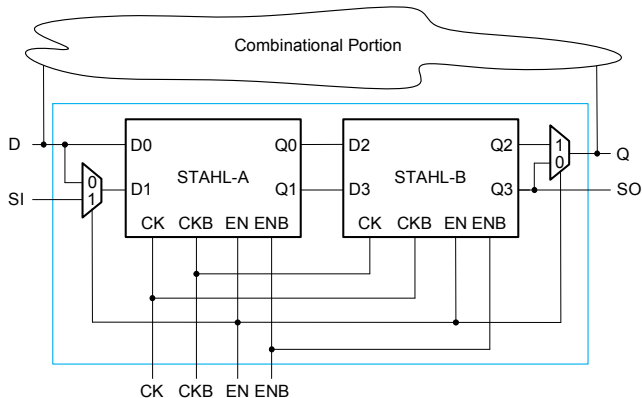 Combinational Portion
D D0 Q0 D2 Q2 1 Q
0
STAHL-A STAHL-B
0 D1 Q1 D3 Q3 SO
SI 1
CK CKB EN ENB CK CKB EN ENB
CK CKB EN ENB